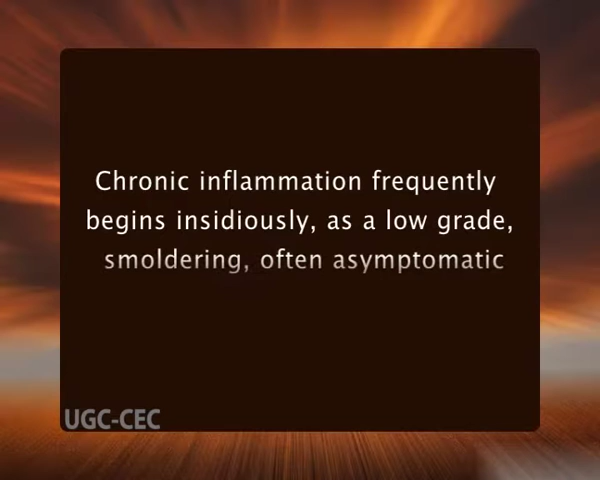 Chronic inflammation frequently
begins insidiously, as a low grade,
smoldering, often asymptomatic
UGC-CEC